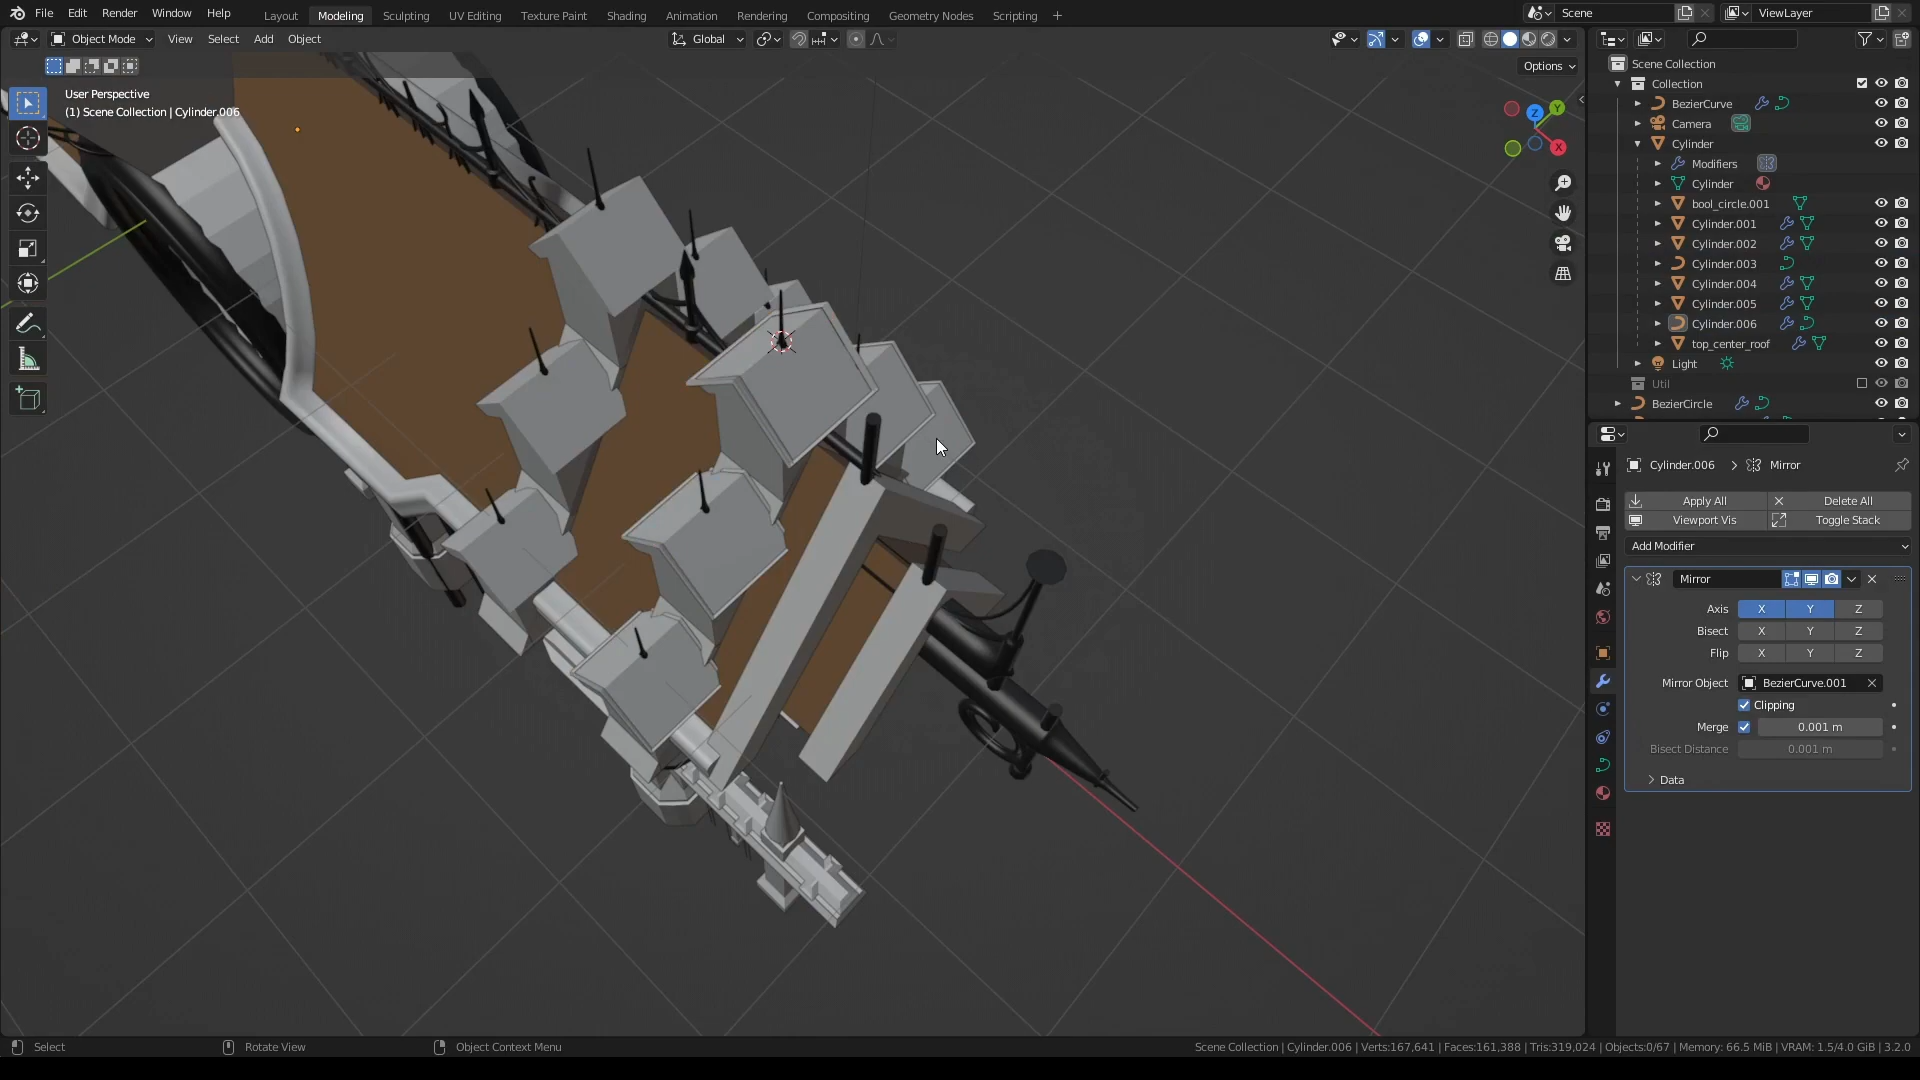 File Edit Render Window Help Layout Modeling Sculpting UV Editing Texture Paint Shading Animation Rendering Compositing Geometry Nodes Scripting + Scene ViewLayer
Object Mode View Select Add Object Global
Options
User Perspective
(1) Scene Collection | Cylinder.006
Z
Y
X
Scene Collection
Collection
BezierCurve
Camera
Cylinder
Modifiers
Cylinder
bool_circle.001
Cylinder.001
Cylinder.002
Cylinder.003
Cylinder.004
Cylinder.005
Cylinder.006
top_center_roof
Light
Util
BezierCircle
Cylinder.006 > Mirror
Apply All Delete All
Viewport Vis Toggle Stack
Add Modifier
Mirror
Axis X Y Z
Bisect X Y Z
Flip X Y Z
Mirror Object BezierCurve.001
Clipping
Merge 0.001 m
Bisect Distance 0.001 m
Data
Select Rotate View Object Context Menu Scene Collection | Cylinder.006 | Verts:167,641 | Faces:161,388 | Tris:319,024 | Objects:0/67 | Memory: 66.5 MiB | VRAM: 1.5/4.0 GiB | 3.2.0